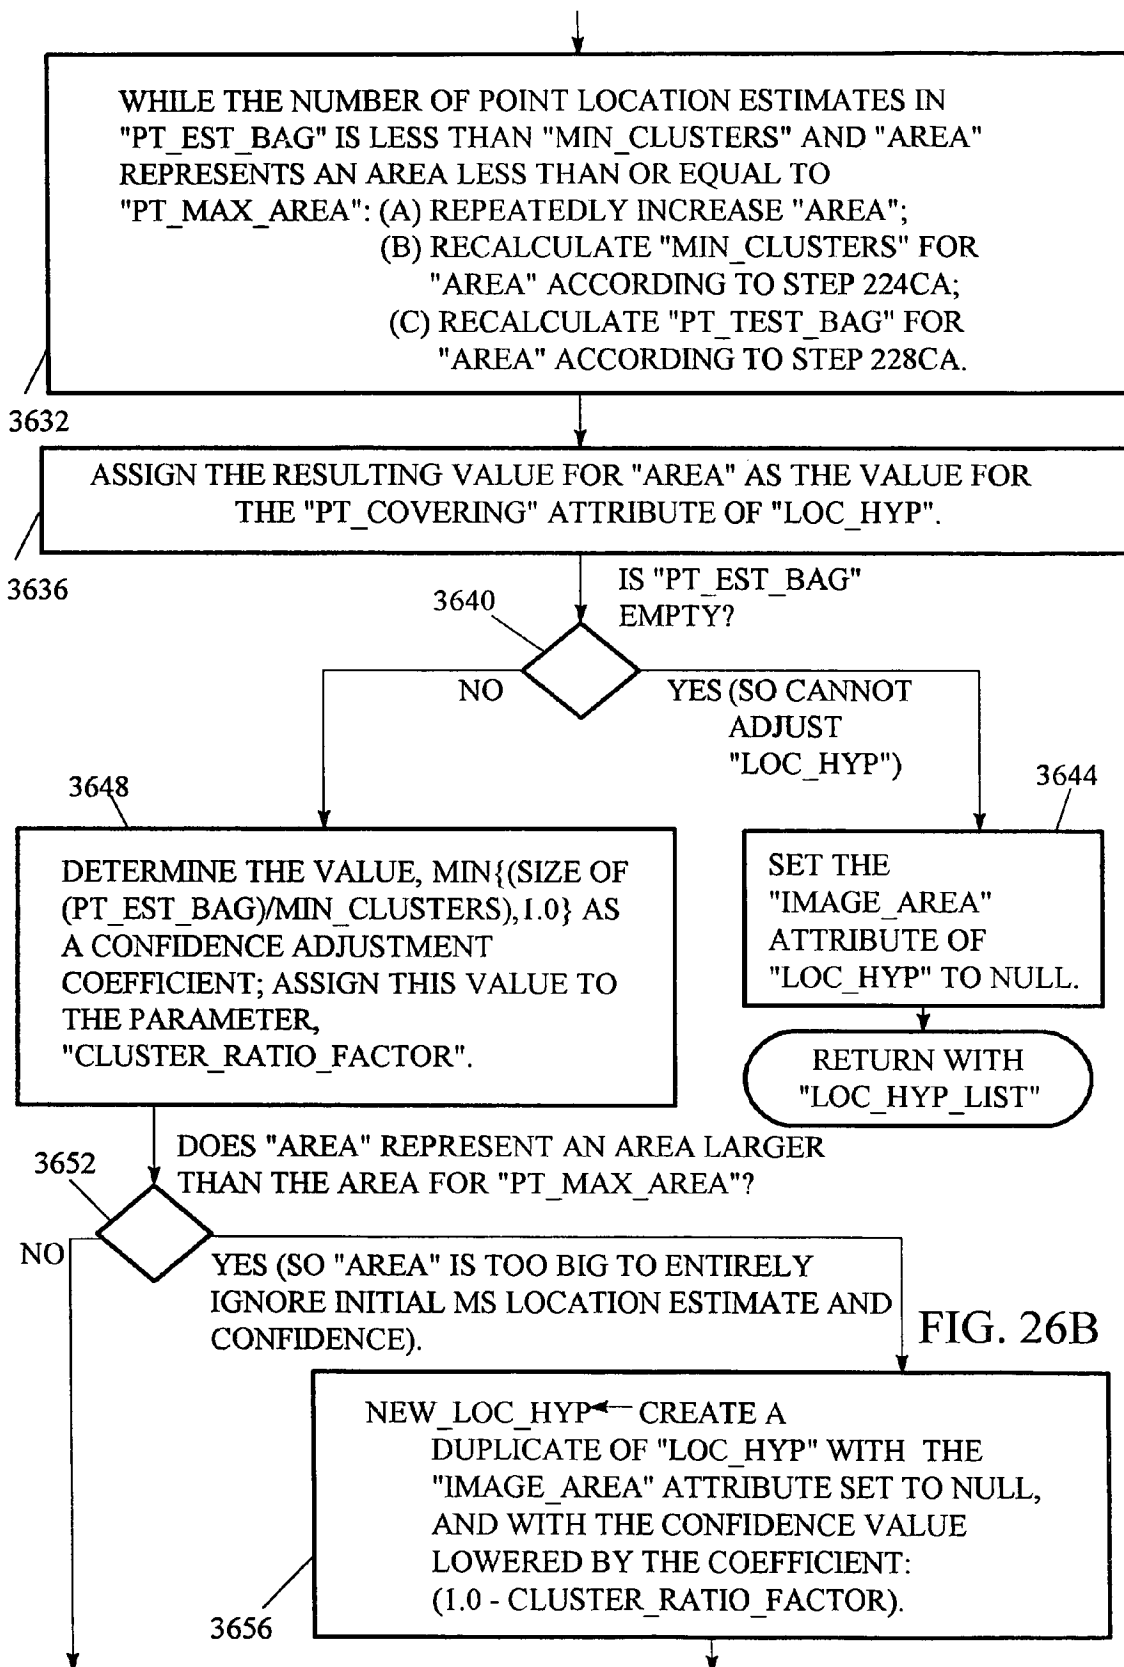 WHILE THE NUMBER OF POINT LOCATION ESTIMATES IN
"PT_EST_BAG" IS LESS THAN "MIN_CLUSTERS" AND "AREA"
REPRESENTS AN AREA LESS THAN OR EQUAL TO
"PT_MAX_AREA": (A) REPEATEDLY INCREASE "AREA";
(B) RECALCULATE "MIN_CLUSTERS" FOR
"AREA" ACCORDING TO STEP 224CA;
(C) RECALCULATE "PT_TEST_BAG" FOR
"AREA" ACCORDING TO STEP 228CA.
3632
ASSIGN THE RESULTING VALUE FOR "AREA" AS THE VALUE FOR
THE "PT_COVERING" ATTRIBUTE OF "LOC_HYP".
3636
IS "PT_EST_BAG"
EMPTY?
3640
NO
YES (SO CANNOT
ADJUST
"LOC_HYP")
3648
DETERMINE THE VALUE, MIN{(SIZE OF
(PT_EST_BAG)/MIN_CLUSTERS),1.0} AS
A CONFIDENCE ADJUSTMENT
COEFFICIENT; ASSIGN THIS VALUE TO
THE PARAMETER,
"CLUSTER_RATIO_FACTOR".
3644
SET THE
"IMAGE_AREA"
ATTRIBUTE OF
"LOC_HYP" TO NULL.
RETURN WITH
"LOC_HYP_LIST"
DOES "AREA" REPRESENT AN AREA LARGER
THAN THE AREA FOR "PT_MAX_AREA"?
3652
NO
YES (SO "AREA" IS TOO BIG TO ENTIRELY
IGNORE INITIAL MS LOCATION ESTIMATE AND
CONFIDENCE).
FIG. 26B
NEW_LOC_HYP ← CREATE A
DUPLICATE OF "LOC_HYP" WITH THE
"IMAGE_AREA" ATTRIBUTE SET TO NULL,
AND WITH THE CONFIDENCE VALUE
LOWERED BY THE COEFFICIENT:
(1.0 - CLUSTER_RATIO_FACTOR).
3656